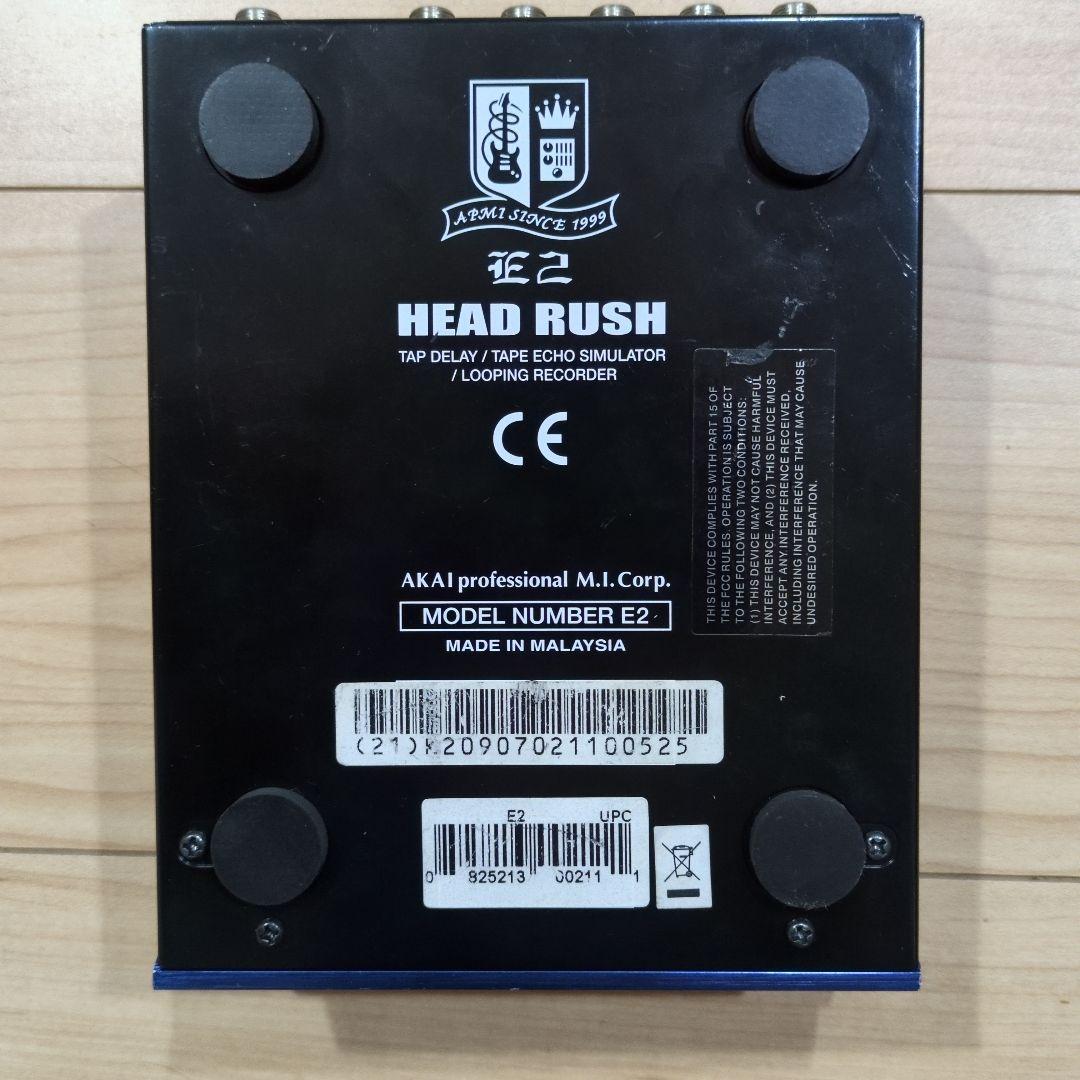 APMI SINCE 1999
E2
HEAD RUSH
TAP DELAY / TAPE ECHO SIMULATOR
/ LOOPING RECORDER
CE
THIS DEVICE COMPLIES WITH PART 15 OF
THE FCC RULES. OPERATION IS SUBJECT
TO THE FOLLOWING TWO CONDITIONS:
(1) THIS DEVICE MAY NOT CAUSE HARMFUL
INTERFERENCE, AND (2) THIS DEVICE MUST
ACCEPT ANY INTERFERENCE RECEIVED,
INCLUDING INTERFERENCE THAT MAY CAUSE
UNDESIRED OPERATION.
AKAI professional M.I. Corp.
MODEL NUMBER E2
MADE IN MALAYSIA
(21) 20907021100525
E2 UPC
0 825213 00211 1